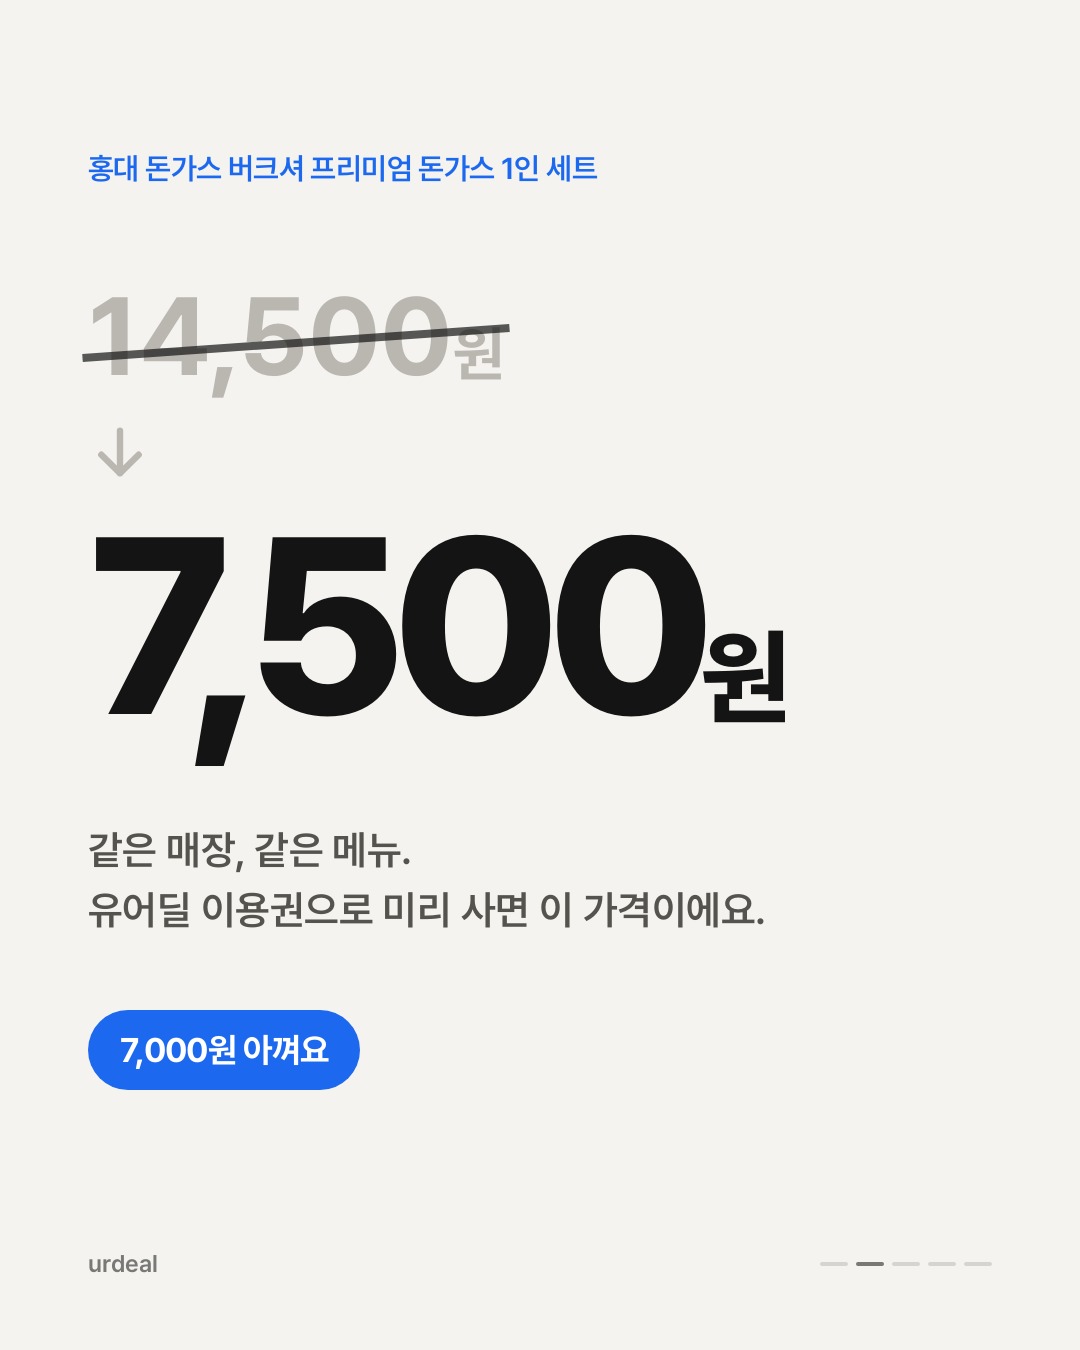 홍대 돈가스 버크셔 프리미엄 돈가스 1인 세트
14,500원
7,500원
같은 매장, 같은 메뉴.
유어딜 이용권으로 미리 사면 이 가격이에요.
7,000원 아껴요
urdeal